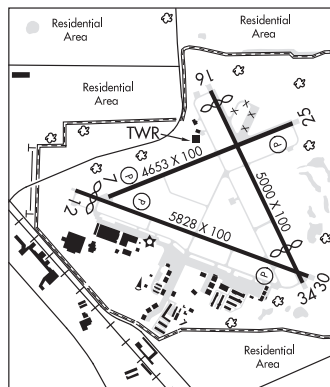 Residential
Area
Residential
Area
Residential
Area
16
TWR
25
P
4653 X 100
P
7
P
12
5000 X 100
5828 X 100
P
34
30
Residential
Area